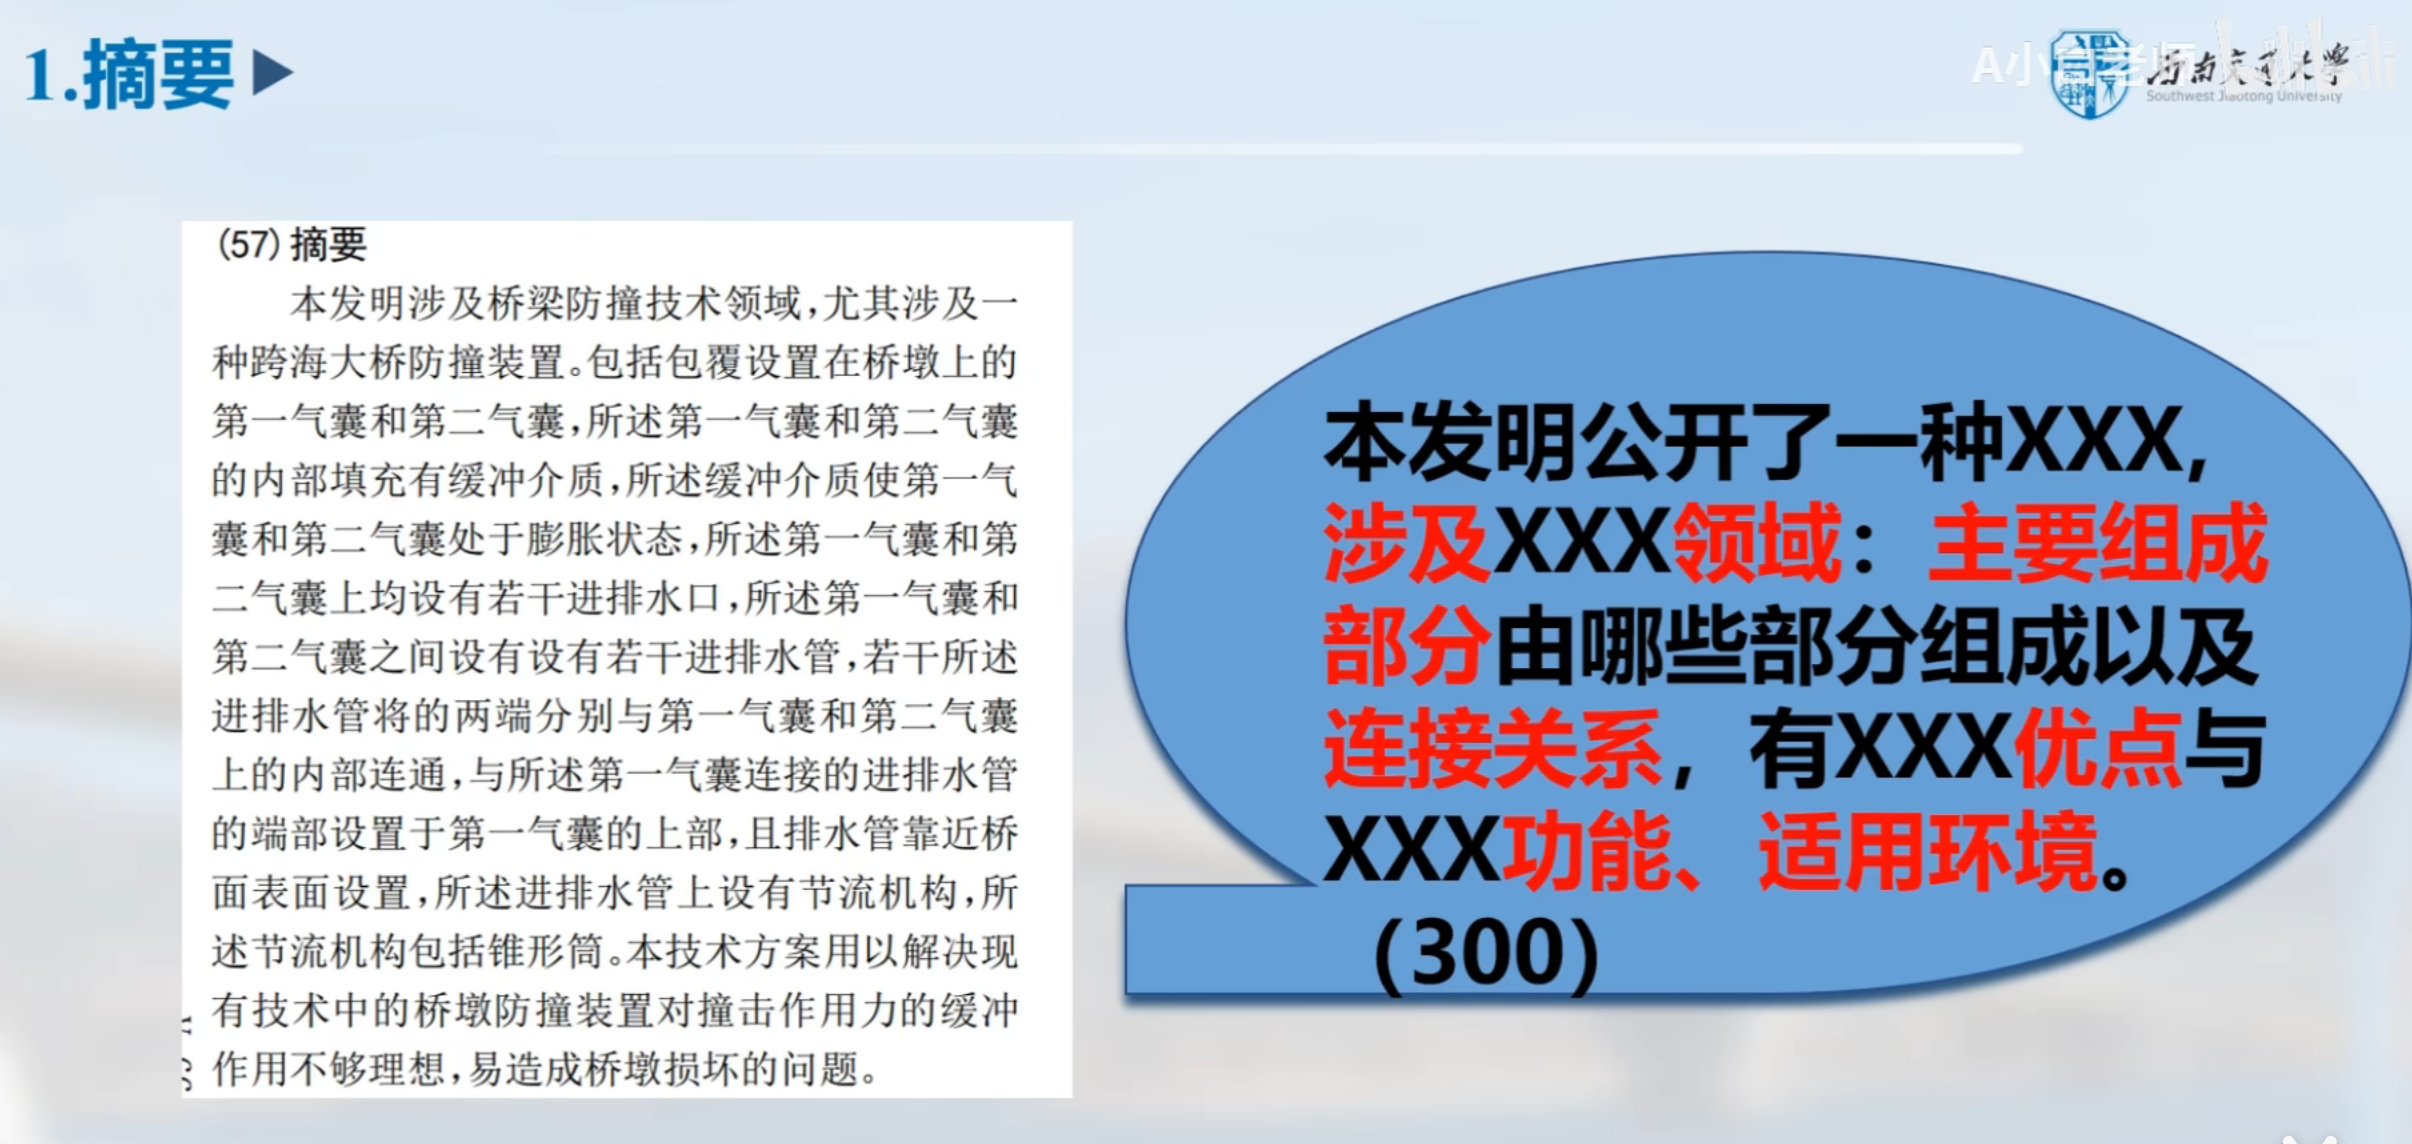 1.摘要
A小白老师
西南交通大学
Southwest Jiaotong University
(57)摘要
本发明涉及桥梁防撞技术领域,尤其涉及一
种跨海大桥防撞装置。包括包覆设置在桥墩上的
第一气囊和第二气囊,所述第一气囊和第二气囊
的内部填充有缓冲介质,所述缓冲介质使第一气
囊和第二气囊处于膨胀状态,所述第一气囊和第
二气囊上均设有若干进排水口,所述第一气囊和
第二气囊之间设有设有若干进排水管,若干所述
进排水管将的两端分别与第一气囊和第二气囊
上的内部连通,与所述第一气囊连接的进排水管
的端部设置于第一气囊的上部,且排水管靠近桥
面表面设置,所述进排水管上设有节流机构,所
述节流机构包括锥形筒。本技术方案用以解决现
有技术中的桥墩防撞装置对撞击作用力的缓冲
作用不够理想,易造成桥墩损坏的问题。
本发明公开了一种XXX,
涉及XXX领域：主要组成
部分由哪些部分组成以及
连接关系，有XXX优点与
XXX功能、适用环境。
（300）